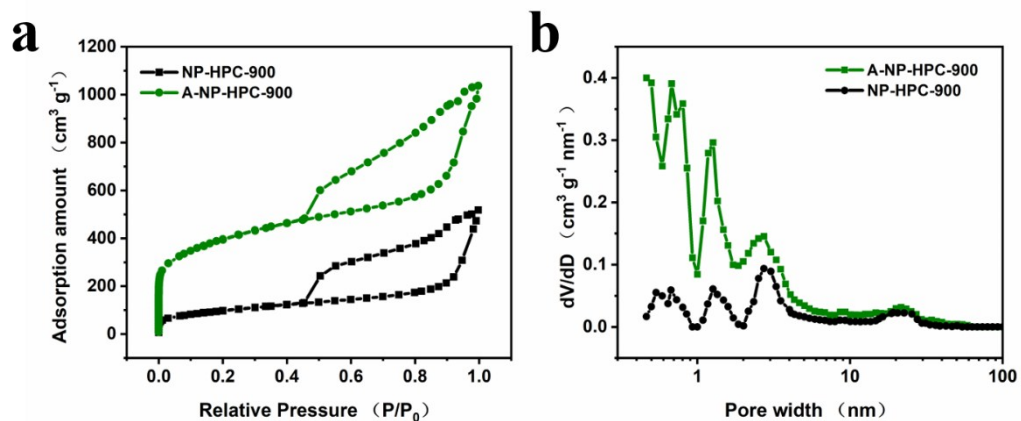 a
NP-HPC-900
A-NP-HPC-900
Adsorption amount（cm³ g⁻¹）
1200
1000
800
600
400
200
0
0.0 0.2 0.4 0.6 0.8 1.0
Relative Pressure（P/P₀）
b
A-NP-HPC-900
NP-HPC-900
dV/dD（cm³ g⁻¹ nm⁻¹）
0.4
0.3
0.2
0.1
0.0
1 10 100
Pore width（nm）